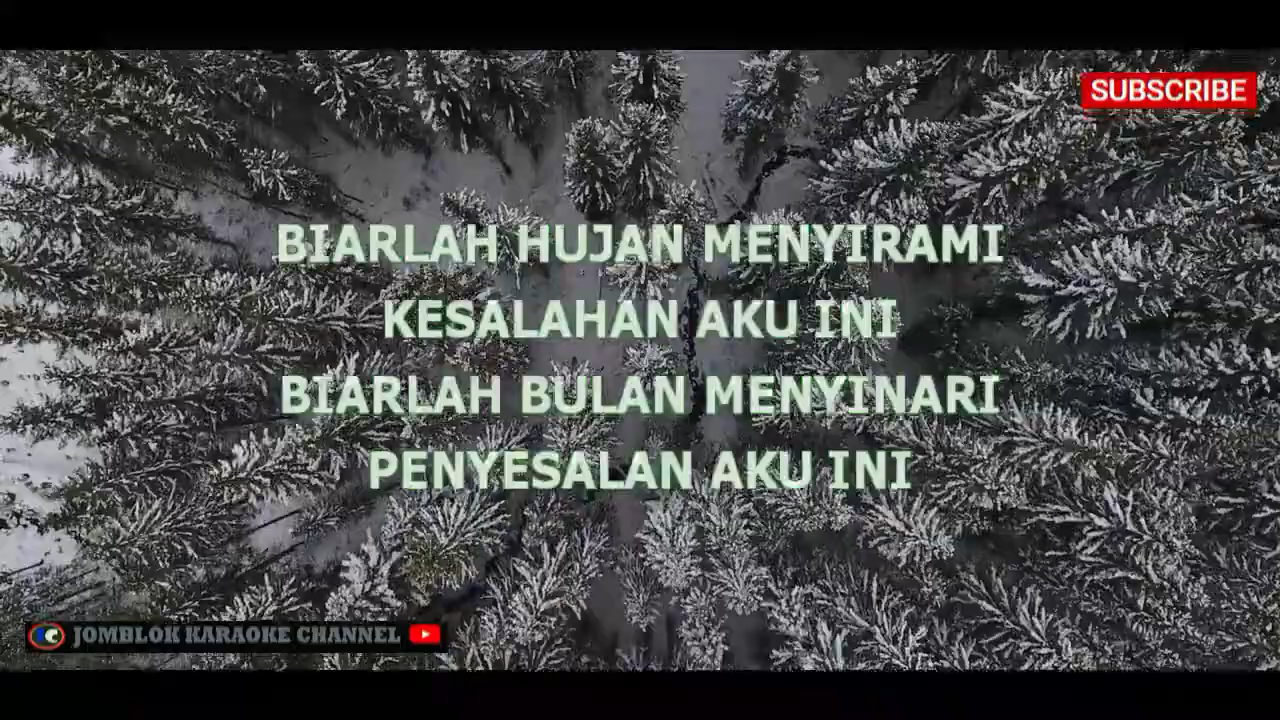 SUBSCRIBE
BIARLAH HUJAN MENYIRAMI
KESALAHAN AKU INI
BIARLAH BULAN MENYINARI
PENYESALAN AKU INI
JOMBLOK KARAOKE CHANNEL